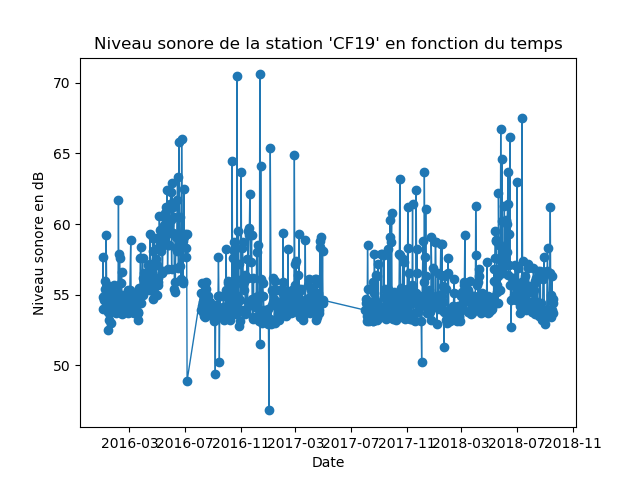 Niveau sonore de la station 'CF19' en fonction du temps
70
65
60
55
50
Niveau sonore en dB
2016-03 2016-07 2016-11 2017-03 2017-07 2017-11 2018-03 2018-07 2018-11
Date